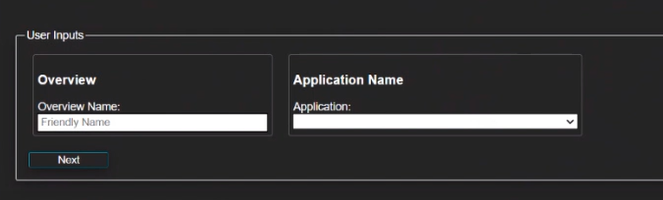 User Inputs
Overview
Overview Name:
Friendly Name
Application Name
Application:
Next